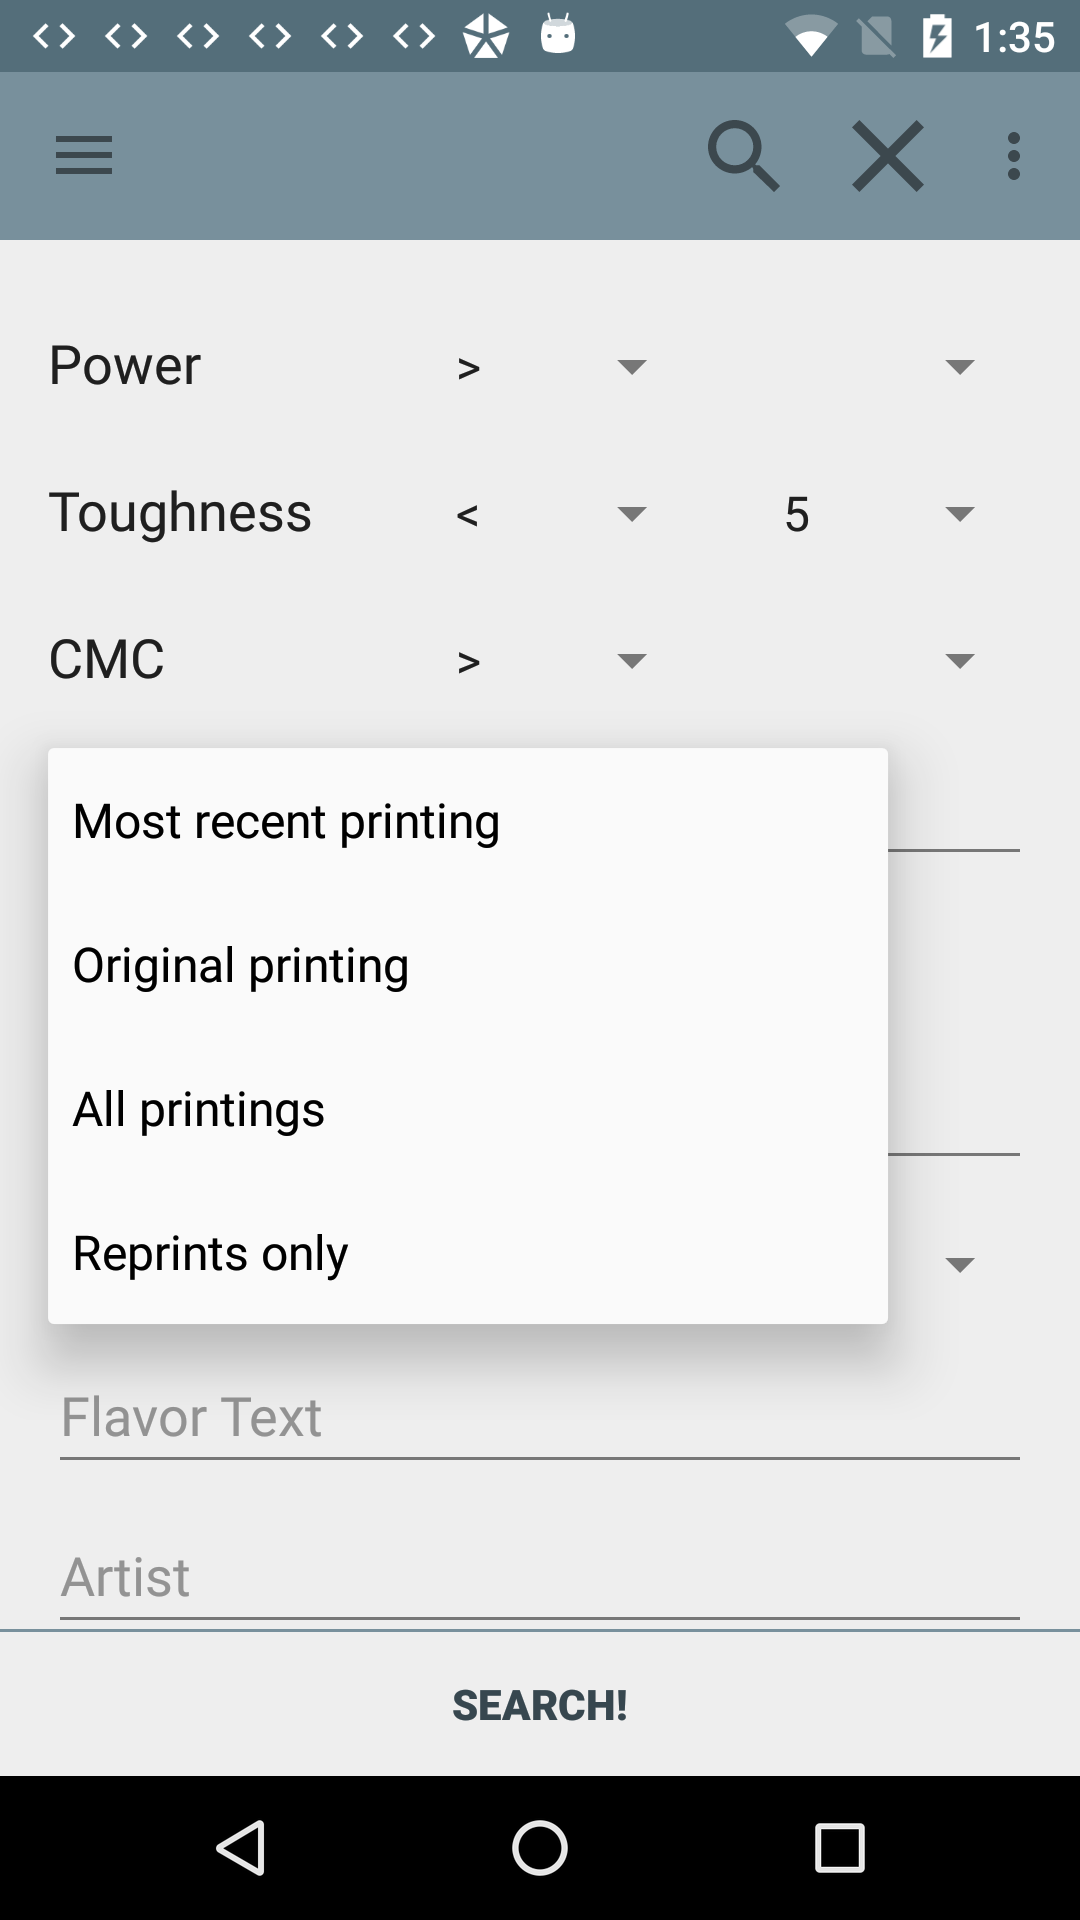 1:35
Power > 
Toughness < 5
CMC >
Most recent printing
Original printing
All printings
Reprints only
Flavor Text
Artist
SEARCH!